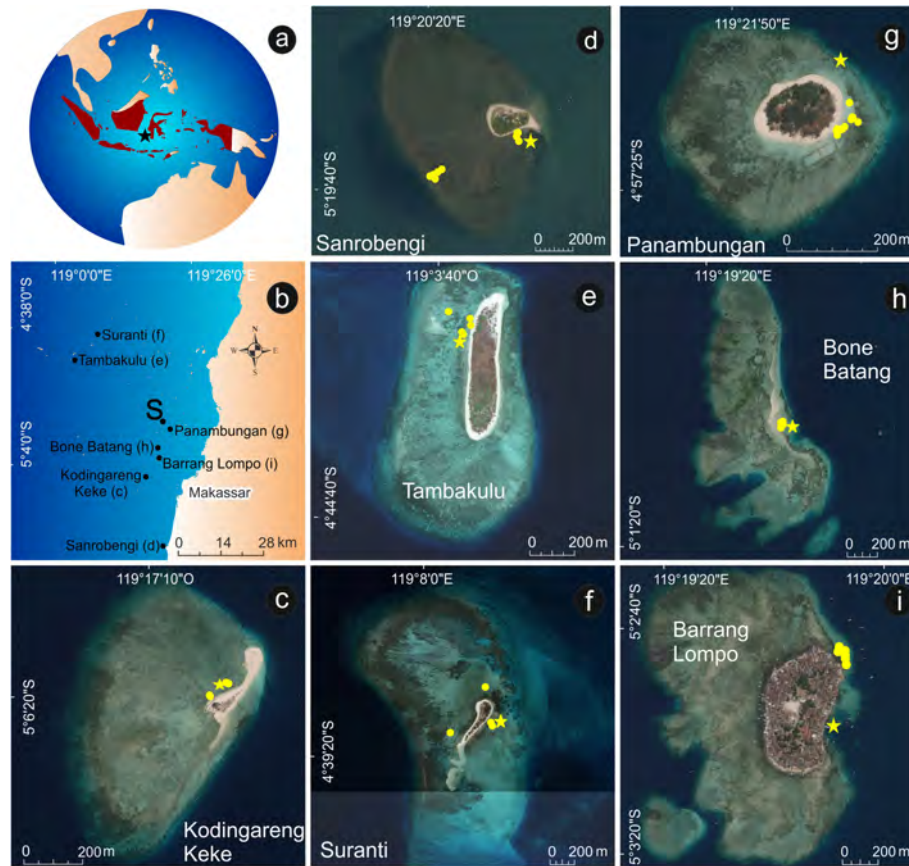 a
119°20'20"E
d
5°19'40"S
Sanrobengi
0 200m
119°21'50"E
g
4°57'25"S
Panambungan
0 200m
119°0'0"E
119°26'0"E
b
4°38'0"S
5°4'0"S
Suranti (f)
Tambakulu (e)
N
W E
S
S
Panambungan (g)
Bone Batang (h)
Barrang Lompo (i)
Kodingareng
Keke (c)
Makassar
Sanrobengi (d)
0 14 28 km
119°3'40"O
e
4°44'40"S
Tambakulu
0 200 m
119°19'20"E
h
5°1'20"S
Bone
Batang
0 200 m
119°17'10"O
c
5°6'20"S
Kodingareng
Keke
0 200m
119°8'0"E
f
4°39'20"S
Suranti
0 200 m
119°19'20"E
119°20'0"E
i
5°2'40"S
5°3'20"S
Barrang
Lompo
0 200 m